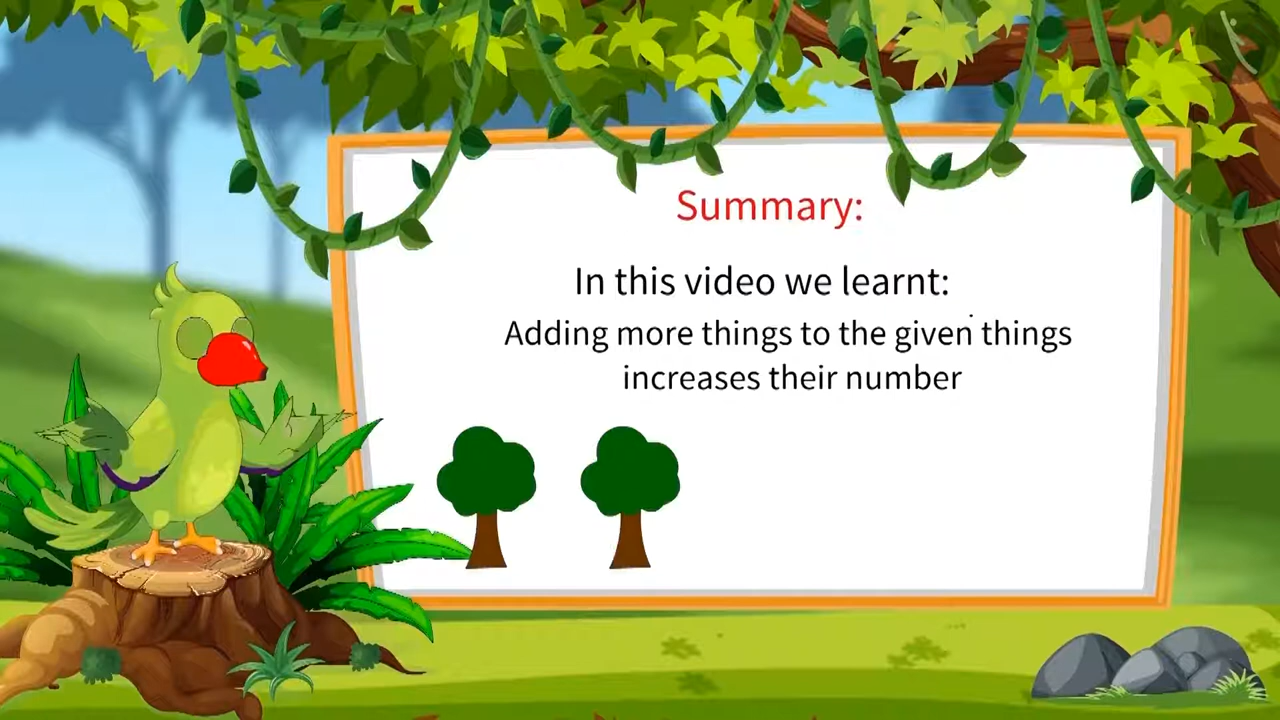 Summary:
In this video we learnt:
Adding more things to the given things
increases their number